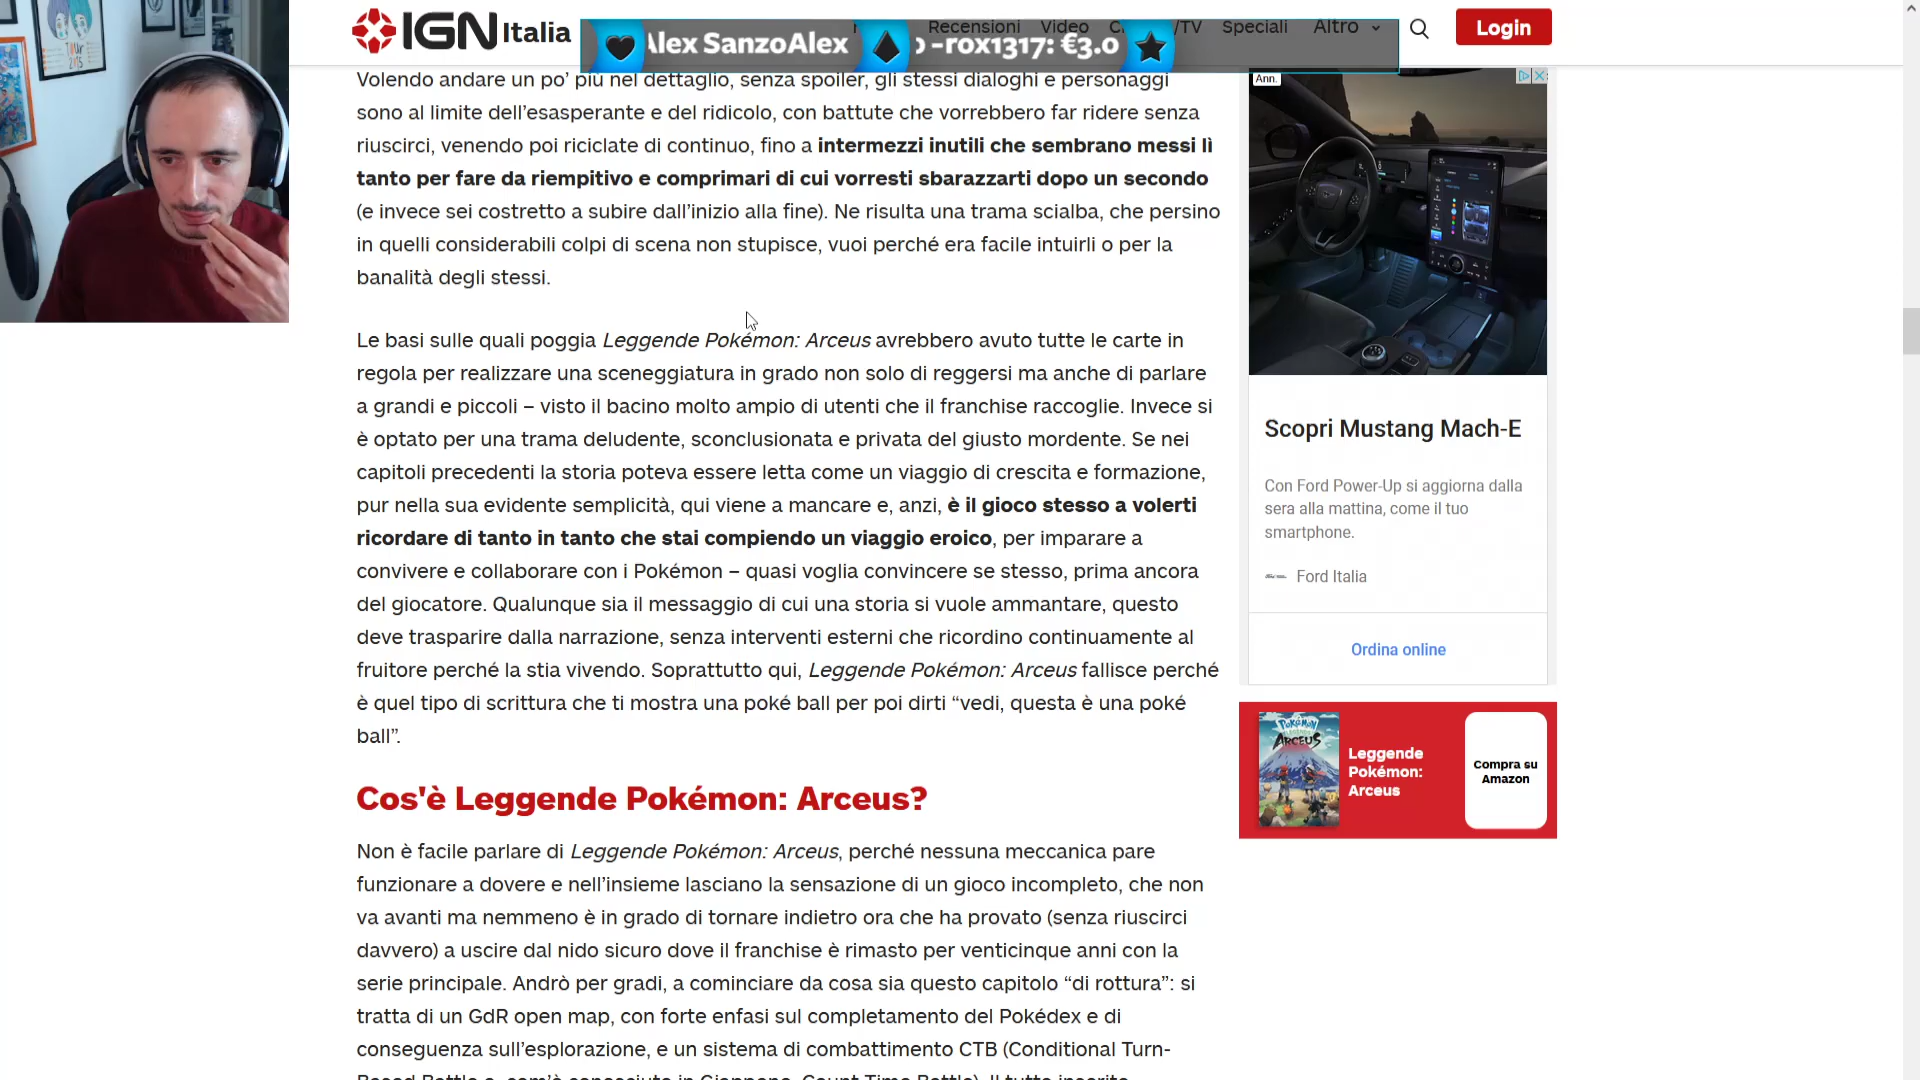 IGN Italia
Recensioni Video /TV Speciali Altro
Login
Alex SanzoAlex -rox1317: €3.0
Volendo andare un po’ più nel dettaglio, senza spoiler, gli stessi dialoghi e personaggi
sono al limite dell’esasperante e del ridicolo, con battute che vorrebbero far ridere senza
riuscirci, venendo poi riciclate di continuo, fino a intermezzi inutili che sembrano messi lì
tanto per fare da riempitivo e comprimari di cui vorresti sbarazzarti dopo un secondo
(e invece sei costretto a subire dall’inizio alla fine). Ne risulta una trama scialba, che persino
in quelli considerabili colpi di scena non stupisce, vuoi perché era facile intuirli o per la
banalità degli stessi.
Le basi sulle quali poggia Leggende Pokémon: Arceus avrebbero avuto tutte le carte in
regola per realizzare una sceneggiatura in grado non solo di reggersi ma anche di parlare
a grandi e piccoli – visto il bacino molto ampio di utenti che il franchise raccoglie. Invece si
è optato per una trama deludente, sconclusionata e privata del giusto mordente. Se nei
capitoli precedenti la storia poteva essere letta come un viaggio di crescita e formazione,
pur nella sua evidente semplicità, qui viene a mancare e, anzi, è il gioco stesso a volerti
ricordare di tanto in tanto che stai compiendo un viaggio eroico, per imparare a
convivere e collaborare con i Pokémon – quasi voglia convincere se stesso, prima ancora
del giocatore. Qualunque sia il messaggio di cui una storia si vuole ammantare, questo
deve trasparire dalla narrazione, senza interventi esterni che ricordino continuamente al
fruitore perché la stia vivendo. Soprattutto qui, Leggende Pokémon: Arceus fallisce perché
è quel tipo di scrittura che ti mostra una poké ball per poi dirti “vedi, questa è una poké
ball”.
Cos'è Leggende Pokémon: Arceus?
Non è facile parlare di Leggende Pokémon: Arceus, perché nessuna meccanica pare
funzionare a dovere e nell’insieme lasciano la sensazione di un gioco incompleto, che non
va avanti ma nemmeno è in grado di tornare indietro ora che ha provato (senza riuscirci
davvero) a uscire dal nido sicuro dove il franchise è rimasto per venticinque anni con la
serie principale. Andrò per gradi, a cominciare da cosa sia questo capitolo “di rottura”: si
tratta di un GdR open map, con forte enfasi sul completamento del Pokédex e di
conseguenza sull’esplorazione, e un sistema di combattimento CTB (Conditional Turn-
Based Battle o, com’è conosciuto in Giappone, Count Time Battle). Il tutto inserito
Ann.
Scopri Mustang Mach-E
Con Ford Power-Up si aggiorna dalla
sera alla mattina, come il tuo
smartphone.
Ford Italia
Ordina online
POKÉMON
ARCEUS
Leggende
Pokémon:
Arceus
Compra su
Amazon